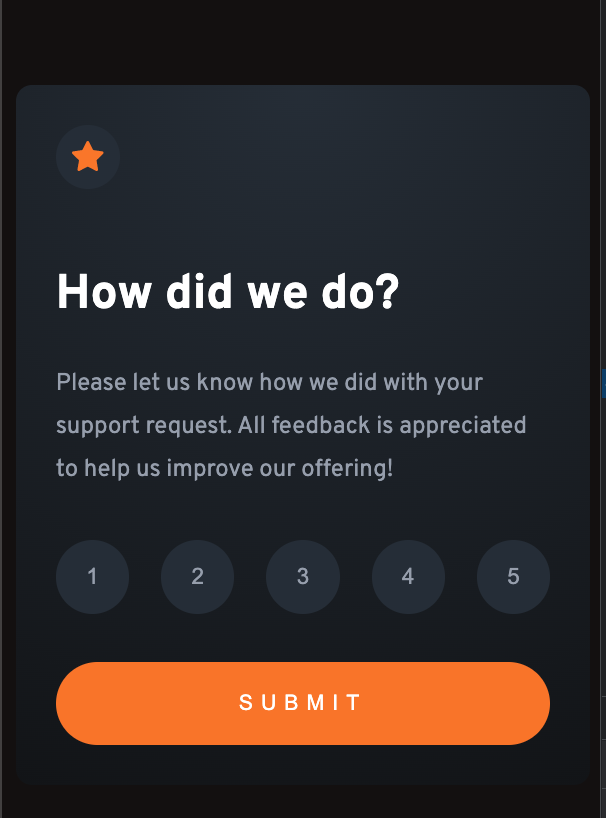 How did we do?
Please let us know how we did with your
support request. All feedback is appreciated
to help us improve our offering!
1 2 3 4 5
SUBMIT